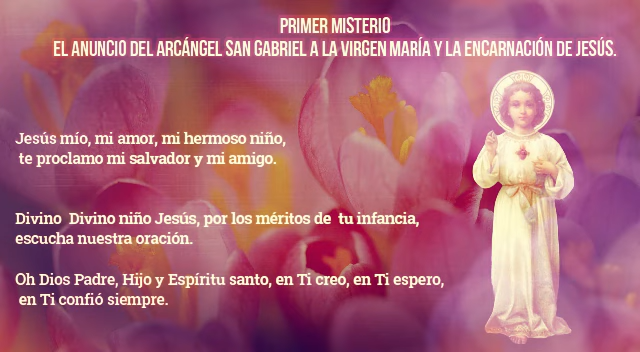 PRIMER MISTERIO
EL ANUNCIO DEL ARCÁNGEL SAN GABRIEL A LA VIRGEN MARÍA Y LA ENCARNACIÓN DE JESÚS.
Jesús mío, mi amor, mi hermoso niño,
te proclamo mi salvador y mi amigo.
Divino Divino niño Jesús, por los méritos de tu infancia,
escucha nuestra oración.
Oh Dios Padre, Hijo y Espíritu santo, en Ti creo, en Ti espero,
en Ti confió siempre.